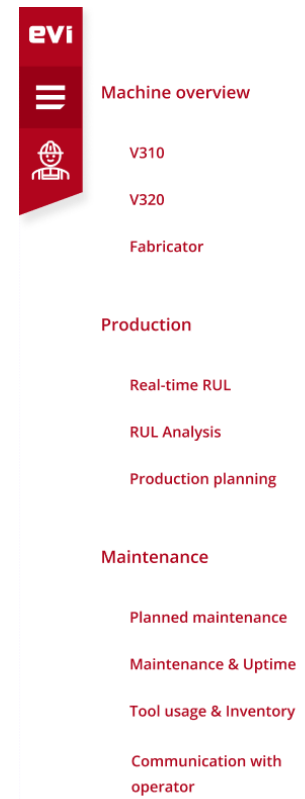 evi
Machine overview
V310
V320
Fabricator
Production
Real-time RUL
RUL Analysis
Production planning
Maintenance
Planned maintenance
Maintenance & Uptime
Tool usage & Inventory
Communication with
operator